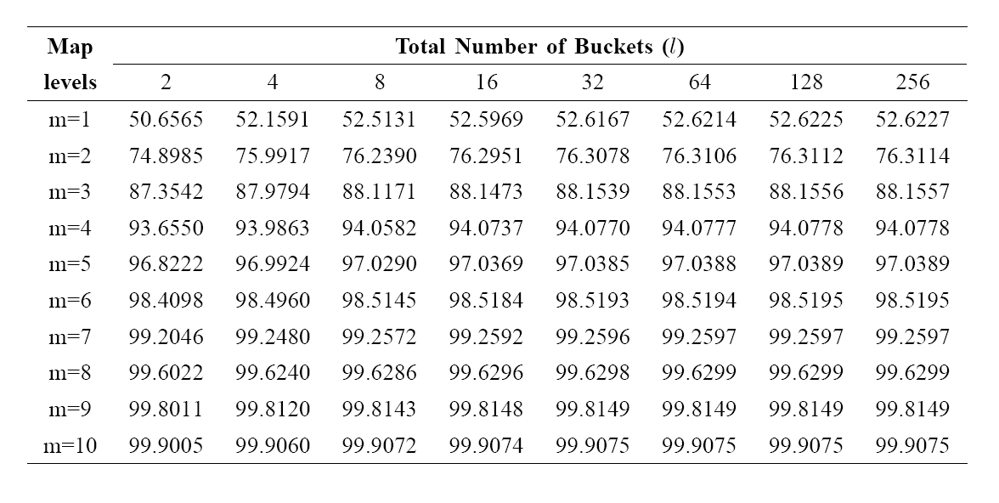 Map Total Number of Buckets (l)
levels 2 4 8 16 32 64 128 256
m=1 50.6565 52.1591 52.5131 52.5969 52.6167 52.6214 52.6225 52.6227
m=2 74.8985 75.9917 76.2390 76.2951 76.3078 76.3106 76.3112 76.3114
m=3 87.3542 87.9794 88.1171 88.1473 88.1539 88.1553 88.1556 88.1557
m=4 93.6550 93.9863 94.0582 94.0737 94.0770 94.0777 94.0778 94.0778
m=5 96.8222 96.9924 97.0290 97.0369 97.0385 97.0388 97.0389 97.0389
m=6 98.4098 98.4960 98.5145 98.5184 98.5193 98.5194 98.5195 98.5195
m=7 99.2046 99.2480 99.2572 99.2592 99.2596 99.2597 99.2597 99.2597
m=8 99.6022 99.6240 99.6286 99.6296 99.6298 99.6299 99.6299 99.6299
m=9 99.8011 99.8120 99.8143 99.8148 99.8149 99.8149 99.8149 99.8149
m=10 99.9005 99.9060 99.9072 99.9074 99.9075 99.9075 99.9075 99.9075